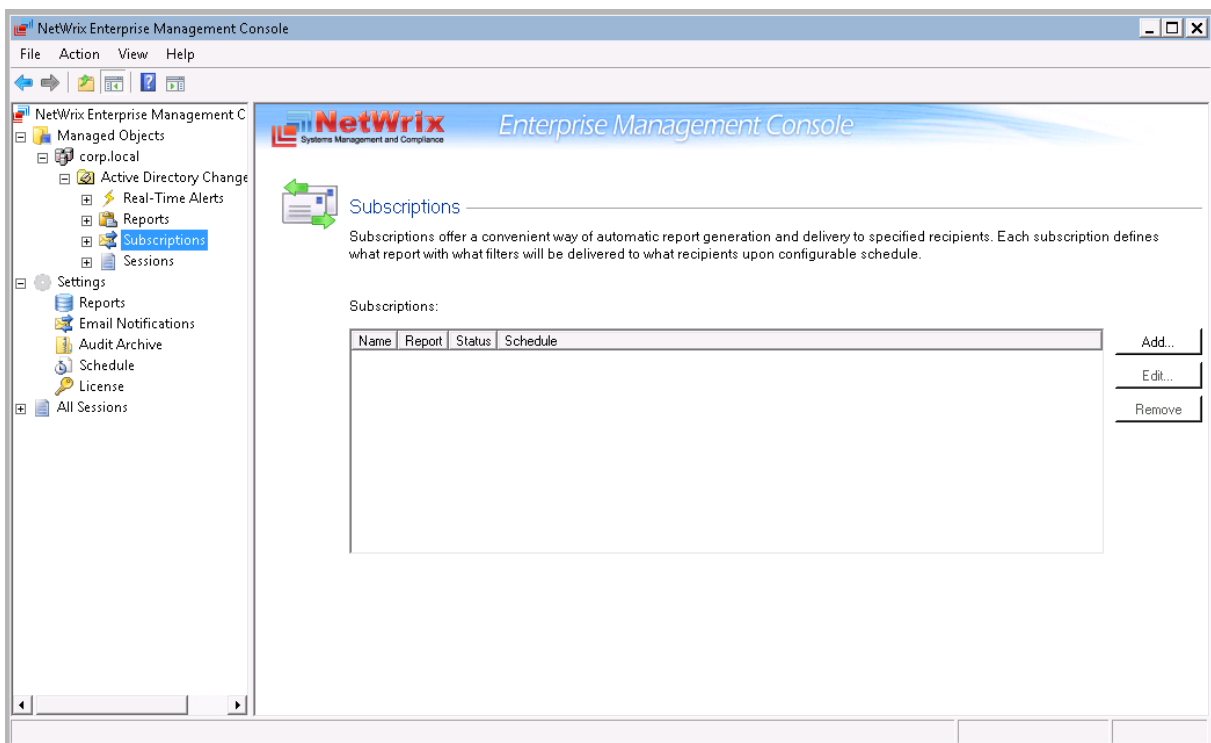 NetWrix Enterprise Management Console
File Action View Help
NetWrix Enterprise Management C
Managed Objects
corp.local
Active Directory Change
Real-Time Alerts
Reports
Subscriptions
Sessions
Settings
Reports
Email Notifications
Audit Archive
Schedule
License
All Sessions
NetWrix
Systems Management and Compliance
Enterprise Management Console
Subscriptions
Subscriptions offer a convenient way of automatic report generation and delivery to specified recipients. Each subscription defines
what report with what filters will be delivered to what recipients upon configurable schedule.
Subscriptions:
Name Report Status Schedule
Add...
Edit...
Remove